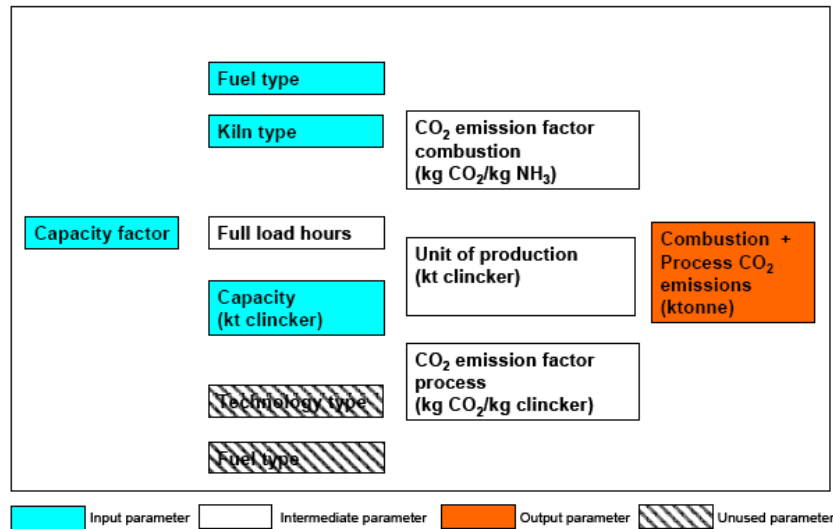 Fuel type
Kiln type
CO₂ emission factor
combustion
(kg CO₂/kg NH₃)
Capacity factor
Full load hours
Unit of production
(kt clincker)
Combustion +
Process CO₂
emissions
(ktonne)
Capacity
(kt clincker)
CO₂ emission factor
process
(kg CO₂/kg clincker)
Technology type
Fuel type
Input parameter
Intermediate parameter
Output parameter
Unused parameter